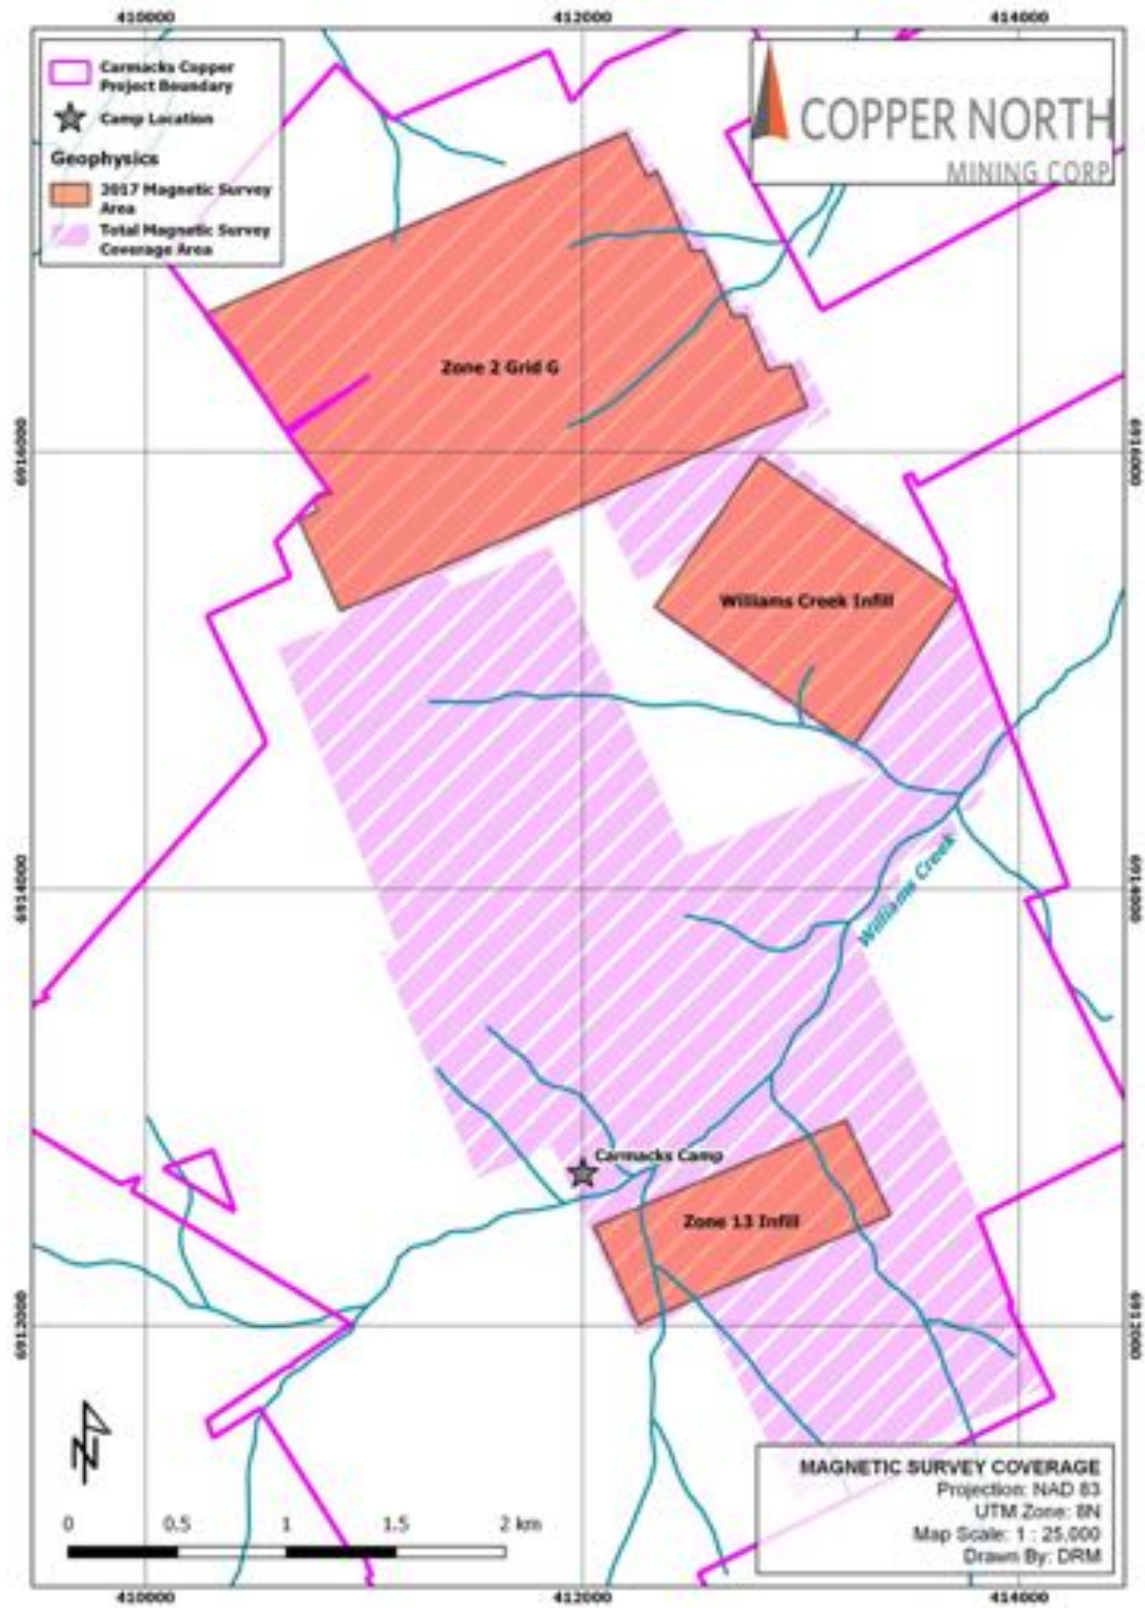 410000
412000
414000
Carmacks Copper
Project Boundary
Camp Location
Geophysics
2017 Magnetic Survey
Area
Total Magnetic Survey
Coverage Area
COPPER NORTH
MINING CORP
Zone 2 Grid G
6916000
6916000
Williams Creek Infill
Williams Creek
6914000
6914000
Carmacks Camp
Zone 13 Infill
6912000
6912000
N
0 0.5 1 1.5 2 km
MAGNETIC SURVEY COVERAGE
Projection: NAD 83
UTM Zone: 8N
Map Scale: 1 : 25,000
Drawn By: DRM
410000
412000
414000